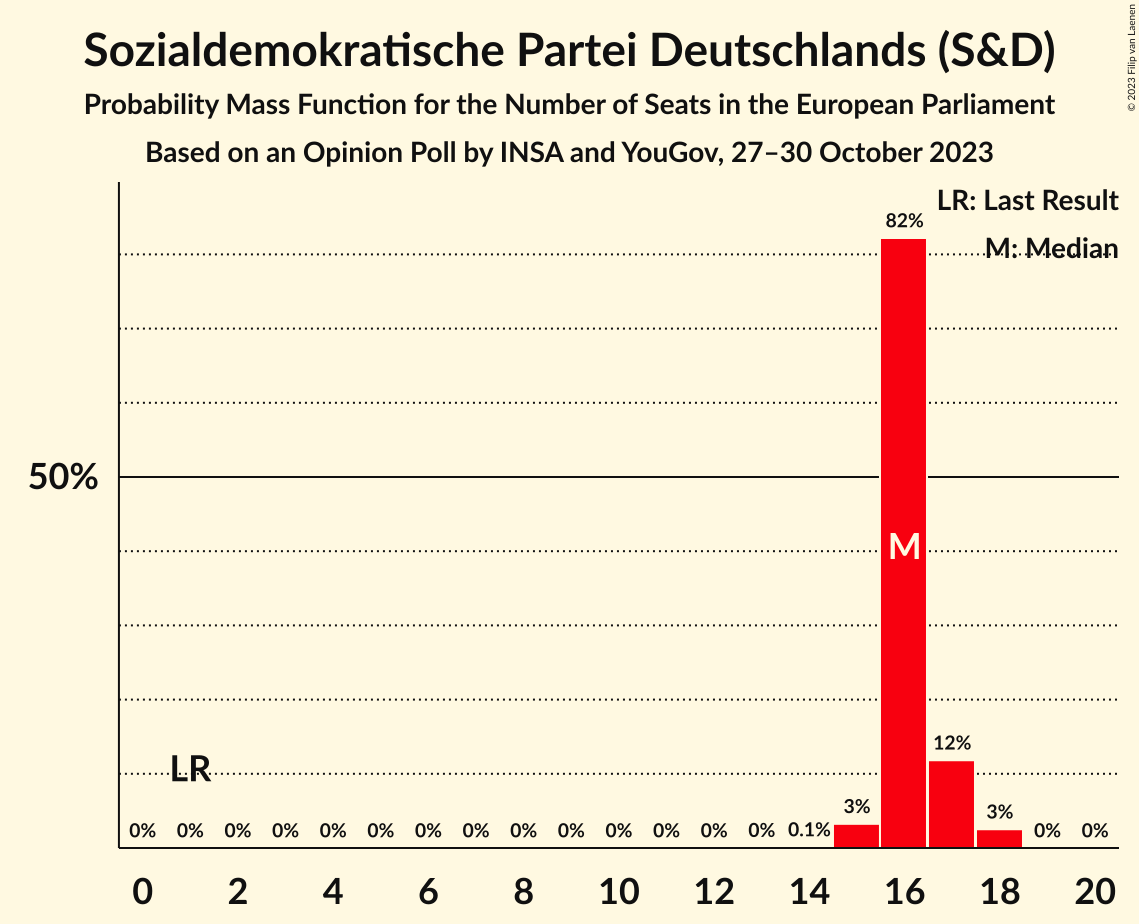 Sozialdemokratische Partei Deutschlands (S&D)
Probability Mass Function for the Number of Seats in the European Parliament
Based on an Opinion Poll by INSA and YouGov, 27–30 October 2023
© 2023 Filip van Laenen
LR: Last Result
M: Median
82%
50%
M
12%
LR
3%
3%
0% 0% 0% 0% 0% 0% 0% 0% 0% 0% 0% 0% 0% 0% 0.1% 0% 0%
0 2 4 6 8 10 12 14 16 18 20